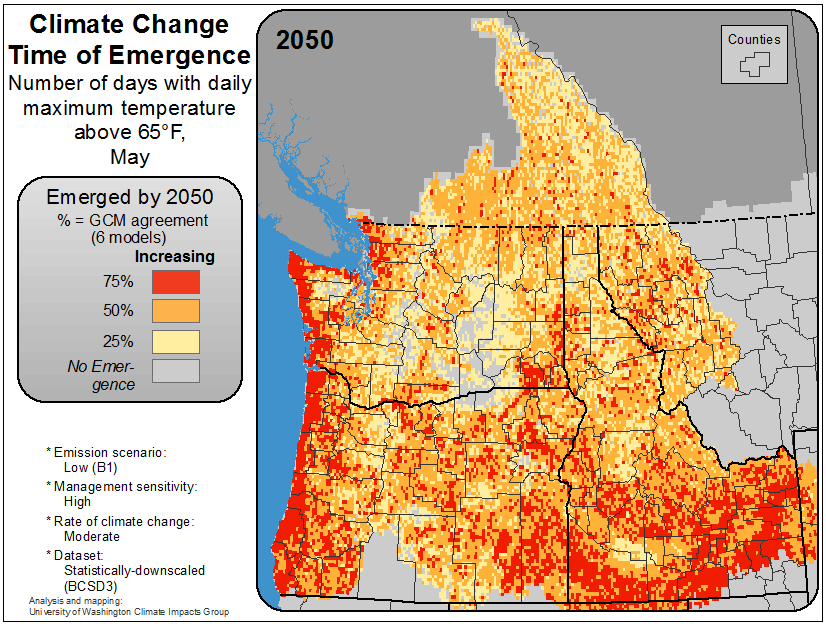 Climate Change
Time of Emergence
Number of days with daily
maximum temperature
above 65°F,
May
Emerged by 2050
% = GCM agreement
(6 models)
Increasing
75%
50%
25%
No Emer-
gence
* Emission scenario:
Low (B1)
* Management sensitivity:
High
* Rate of climate change:
Moderate
* Dataset:
Statistically-downscaled
(BCSD3)
Analysis and mapping:
University of Washington Climate Impacts Group
2050
Counties